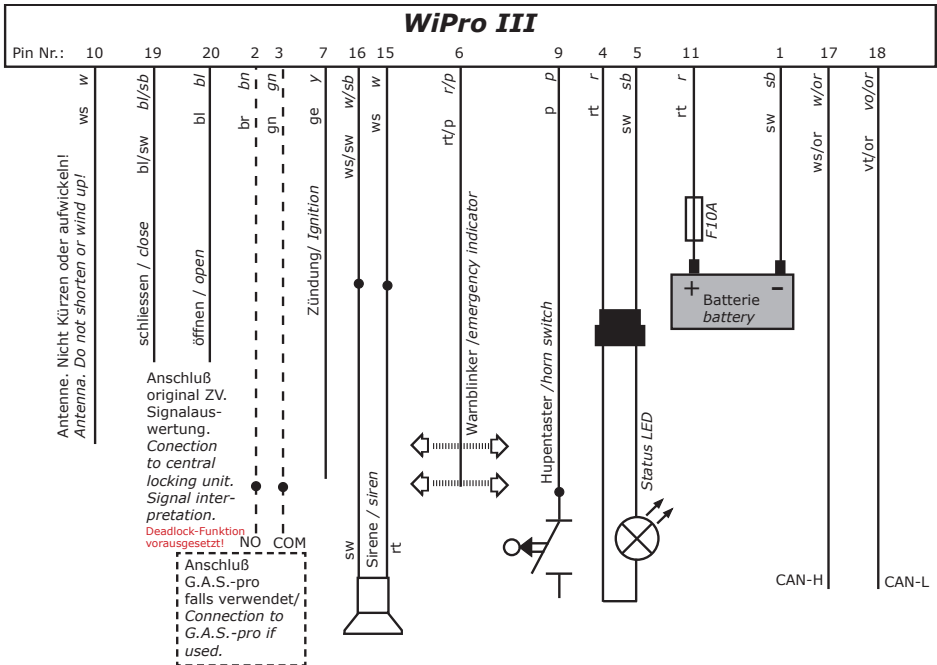 WiPro III
Pin Nr.: 10 19 20 2 3 7 16 15 6 9 4 5 11 1 17 18
ws w
bl/sw bl/sb
bl bl
br bn
gn gn
ge y
ws/sw w/sb
ws w
rt/p r/p
p p
rt r
sw sb
rt r
sw sb
ws/or w/or
vt/or vo/or
Antenne. Nicht Kürzen oder aufwickeln!
Antenna. Do not shorten or wind up!
schliessen / close
öffnen / open
Zündung/ Ignition
Warnblinker /emergency indicator
Hupentaster /horn switch
Status LED
F10A
+ -
Batterie
battery
Anschluß
original ZV.
Signalaus-
wertung.
Conection
to central
locking unit.
Signal inter-
pretation.
Deadlock-Funktion
vorausgesetzt!
NO COM
Anschluß
G.A.S.-pro
falls verwendet/
Connection to
G.A.S.-pro if
used.
sw
Sirene / siren
rt
CAN-H
CAN-L